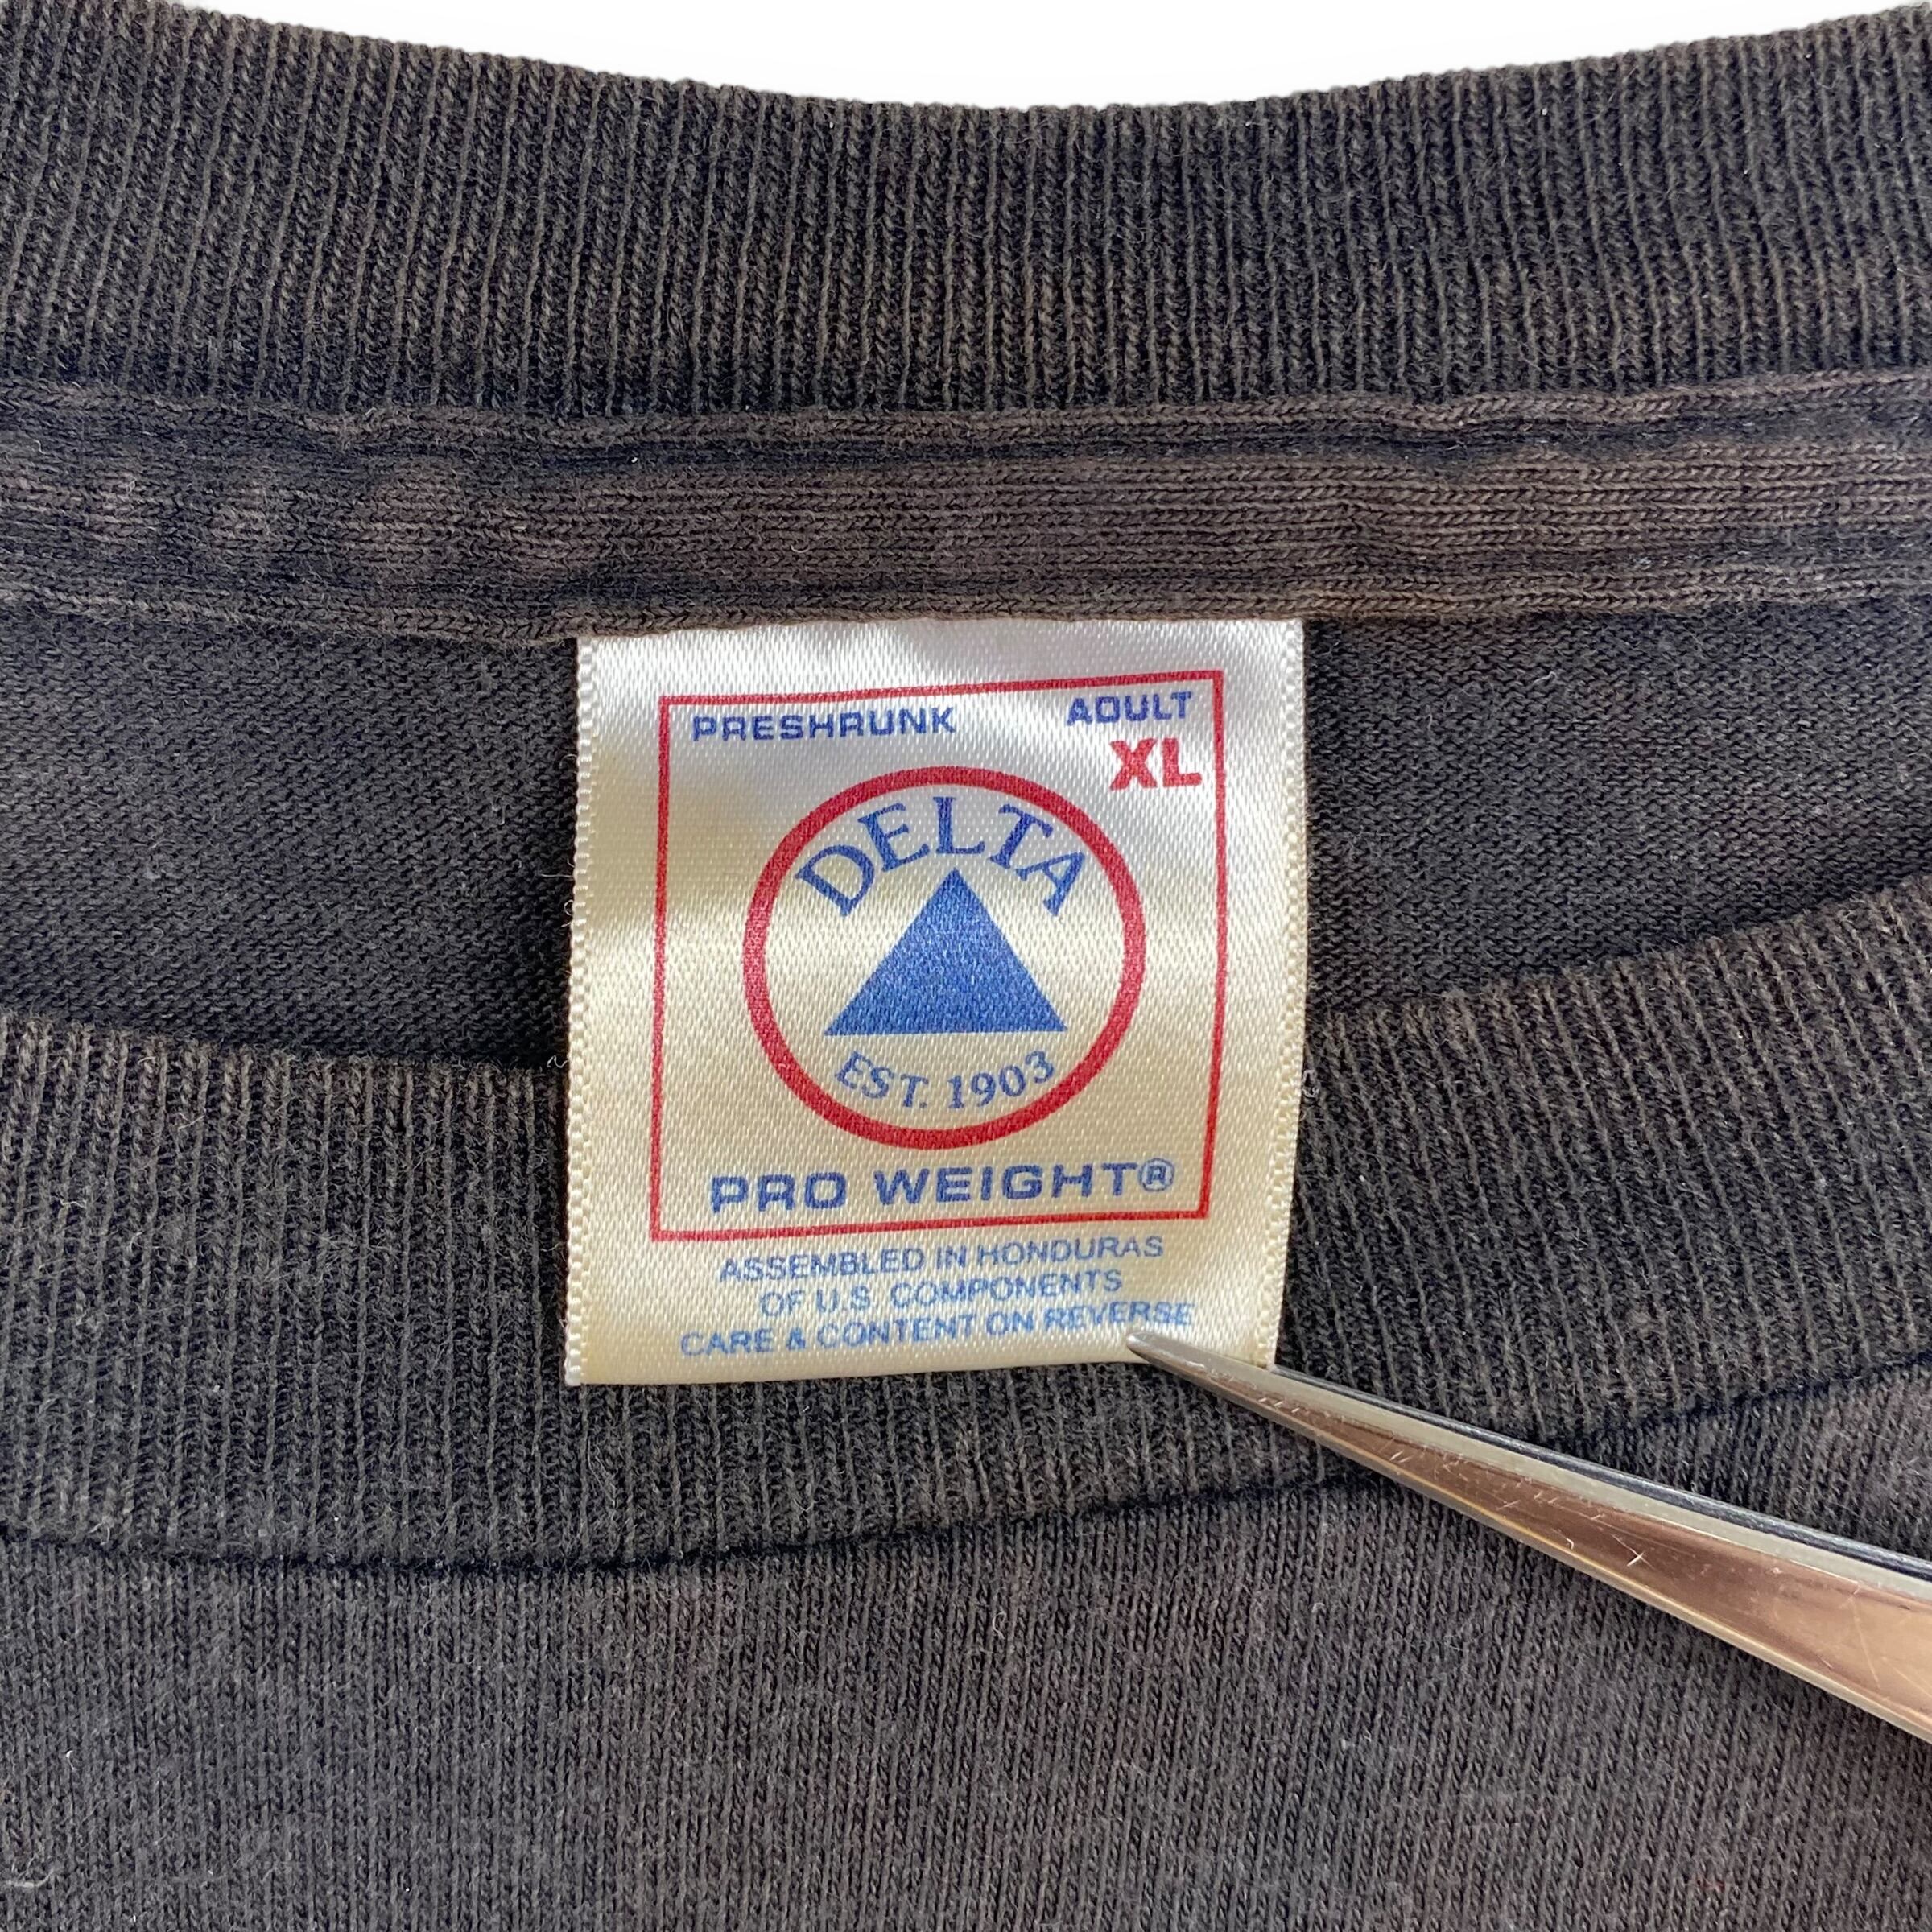 PRESHRUNK ADULT
XL
DELTA
EST. 1903
PRO WEIGHT®
ASSEMBLED IN HONDURAS
OF U.S. COMPONENTS
CARE & CONTENT ON REVERSE